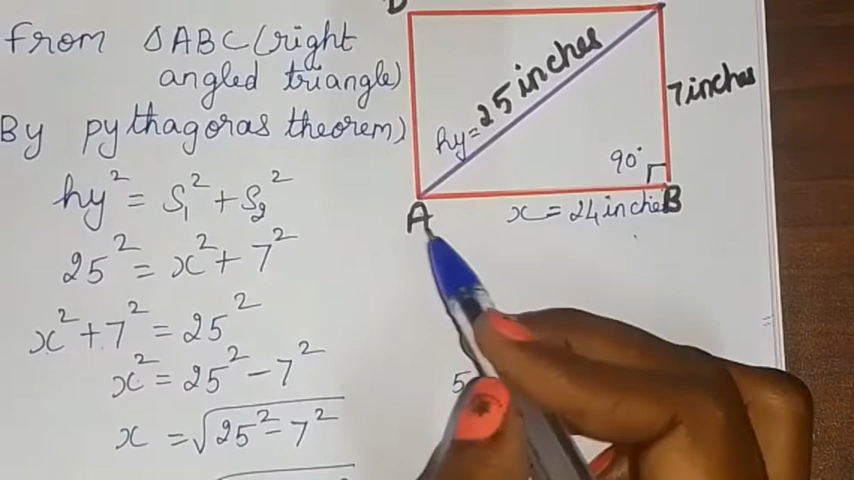 D
From ΔABC (right
angled triangle)
By pythagoras theorem)
hy² = S₁² + S₂²
25² = x² + 7²
x² + 7² = 25²
x² = 25² - 7²
x = √25² - 7²
hy = 25 inches
7 inches
90°
A
x = 24 inches
B
5